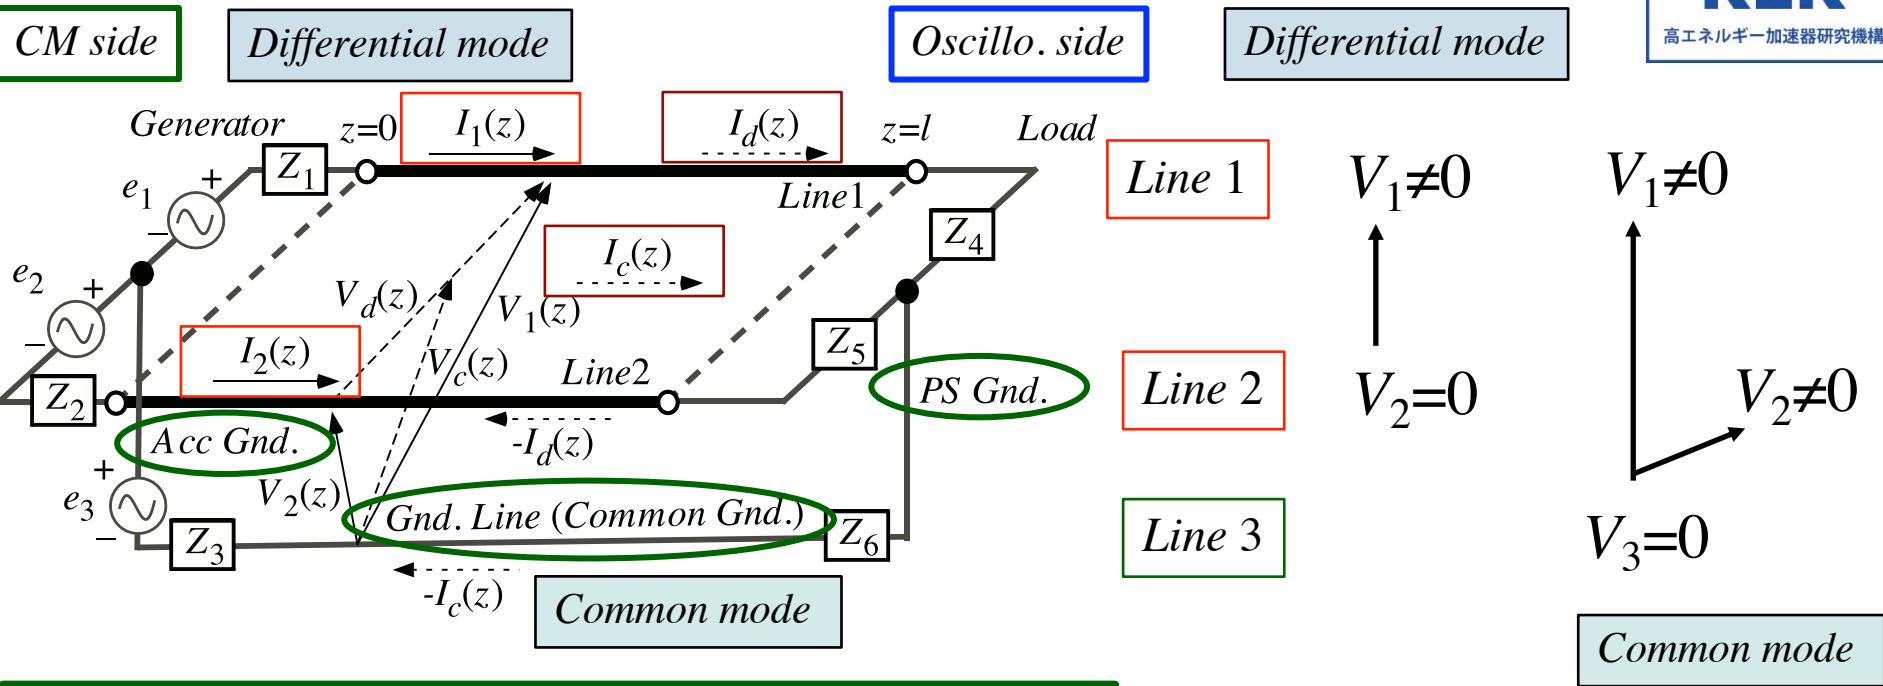 CM side
Differential mode
Oscillo. side
Differential mode
KEK
高エネルギー加速器研究機構
Generator
z=0
I1(z)
Id(z)
z=l
Load
Z1
e1
+
−
Line1
Line 1
V1≠0
V1≠0
Z4
Ic(z)
e2
+
−
Vd(z)
V1(z)
I2(z)
Vc(z)
Line2
Z5
PS Gnd.
Line 2
V2=0
V2≠0
Z2
Acc Gnd.
-Id(z)
+
e3
−
V2(z)
Gnd. Line (Common Gnd.)
Z3
Z6
Line 3
V3=0
-Ic(z)
Common mode
Common mode